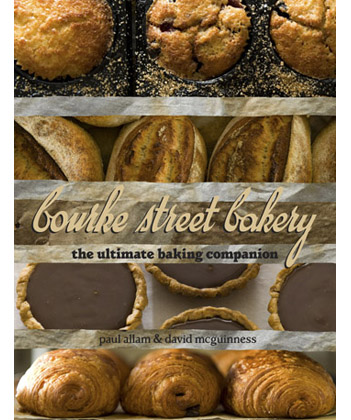 bourke street bakery
the ultimate baking companion
paul allam & david mcguinness